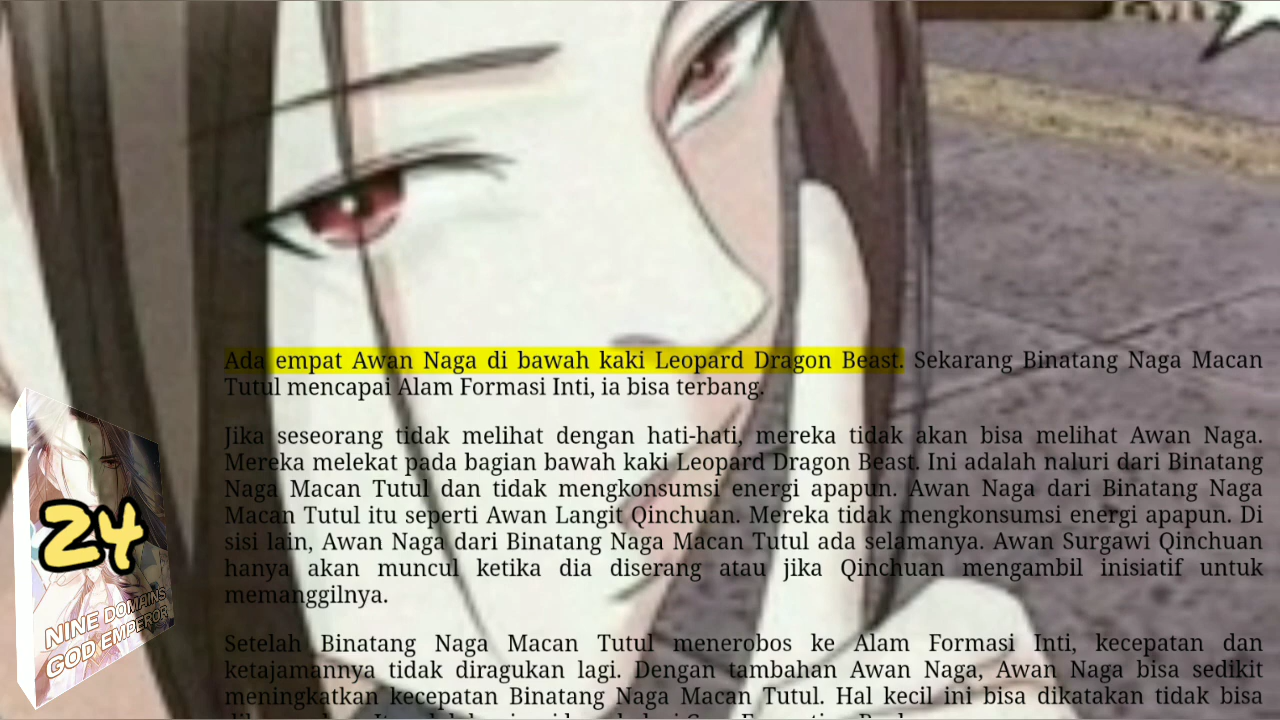 Ada empat Awan Naga di bawah kaki Leopard Dragon Beast. Sekarang Binatang Naga Macan
Tutul mencapai Alam Formasi Inti, ia bisa terbang.
Jika seseorang tidak melihat dengan hati-hati, mereka tidak akan bisa melihat Awan Naga.
Mereka melekat pada bagian bawah kaki Leopard Dragon Beast. Ini adalah naluri dari Binatang
Naga Macan Tutul dan tidak mengkonsumsi energi apapun. Awan Naga dari Binatang Naga
Macan Tutul itu seperti Awan Langit Qinchuan. Mereka tidak mengkonsumsi energi apapun. Di
sisi lain, Awan Naga dari Binatang Naga Macan Tutul ada selamanya. Awan Surgawi Qinchuan
hanya akan muncul ketika dia diserang atau jika Qinchuan mengambil inisiatif untuk
memanggilnya.
Setelah Binatang Naga Macan Tutul menerobos ke Alam Formasi Inti, kecepatan dan
ketajamannya tidak diragukan lagi. Dengan tambahan Awan Naga, Awan Naga bisa sedikit
meningkatkan kecepatan Binatang Naga Macan Tutul. Hal kecil ini bisa dikatakan tidak bisa
24
NINE DOMAINS
GOD EMPEROR